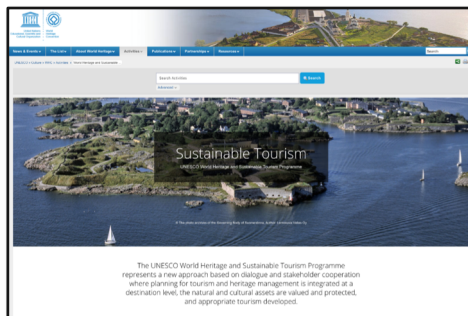 News & Events
The List
About World Heritage
Activities
Publications
Partnerships
Resources
Search
Search Activities
Search
Advanced
Sustainable Tourism
UNESCO World Heritage and Sustainable Tourism Programme
The UNESCO World Heritage and Sustainable Tourism Programme
represents a new approach based on dialogue and stakeholder cooperation
where planning for tourism and heritage management is integrated at a
destination level, the natural and cultural assets are valued and protected,
and appropriate tourism developed.